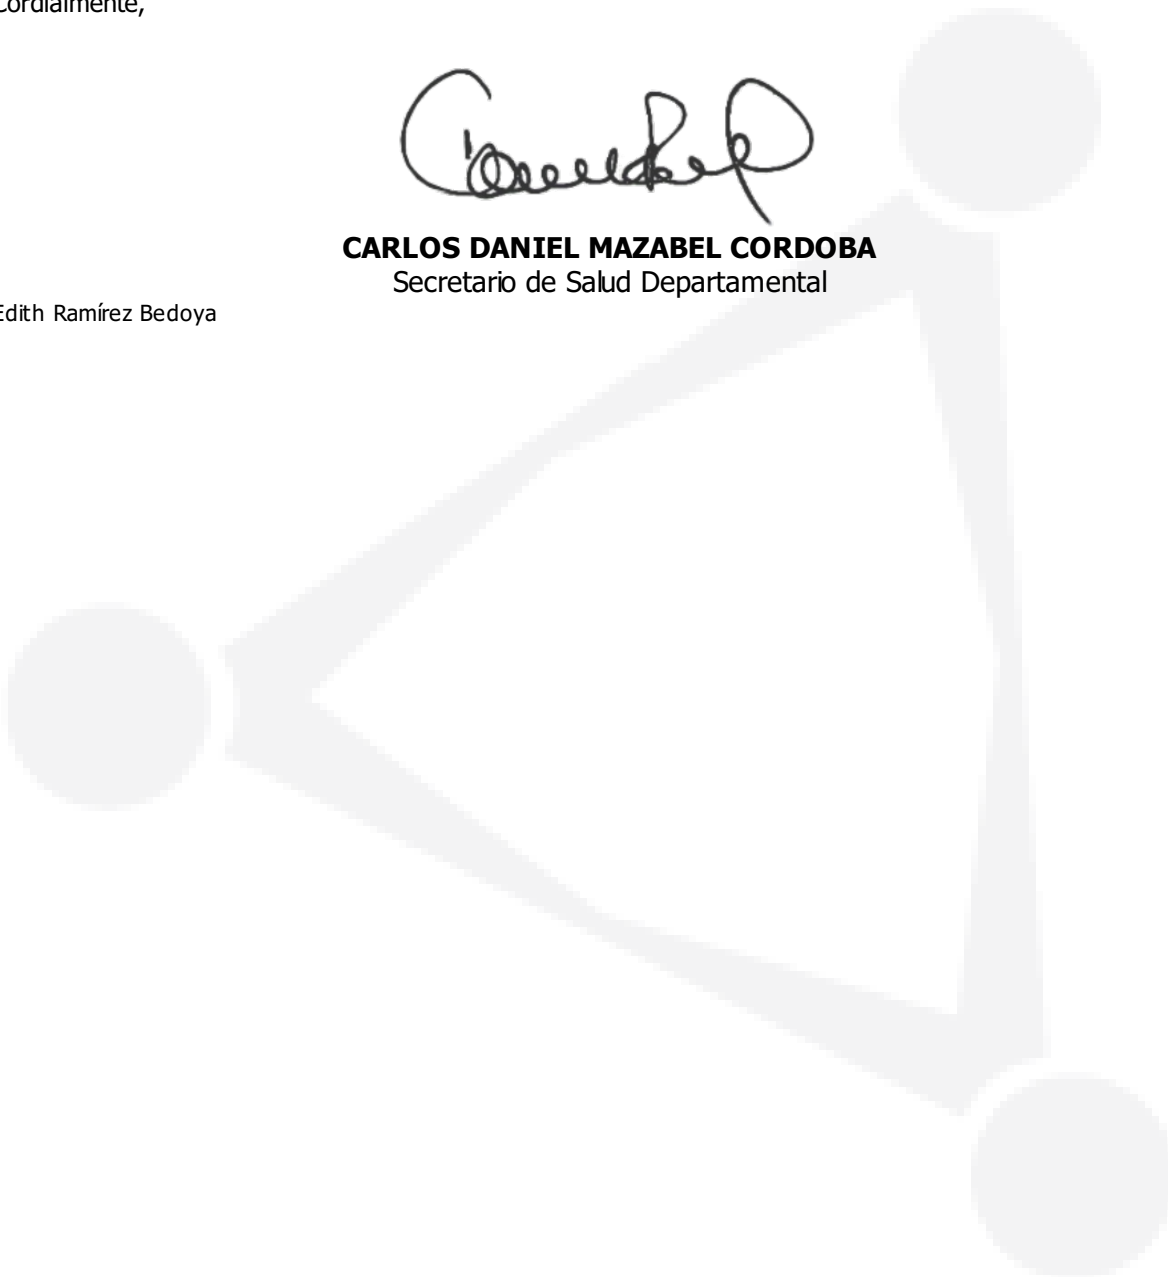 Cordialmente,
CARLOS DANIEL MAZABEL CORDOBA
Secretario de Salud Departamental
Edith Ramírez Bedoya